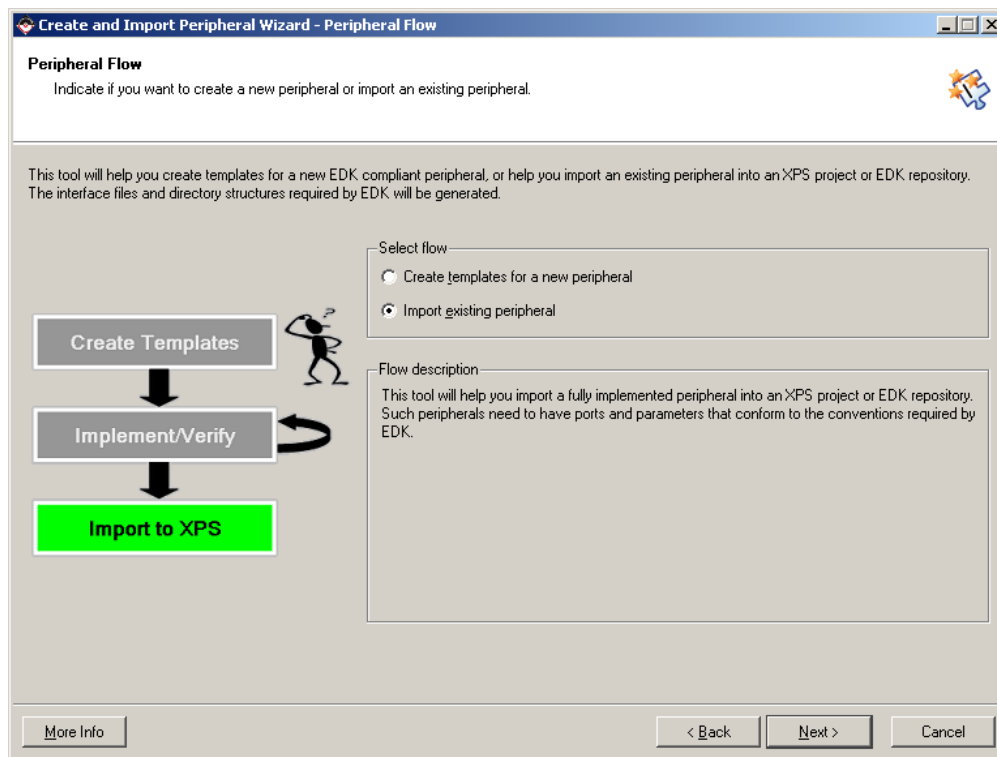 Create and Import Peripheral Wizard - Peripheral Flow
Peripheral Flow
Indicate if you want to create a new peripheral or import an existing peripheral.
This tool will help you create templates for a new EDK compliant peripheral, or help you import an existing peripheral into an XPS project or EDK repository.
The interface files and directory structures required by EDK will be generated.
Select flow
Create templates for a new peripheral
Import existing peripheral
Create Templates
Implement/Verify
Import to XPS
?
Flow description
This tool will help you import a fully implemented peripheral into an XPS project or EDK repository.
Such peripherals need to have ports and parameters that conform to the conventions required by
EDK.
More Info
< Back
Next >
Cancel